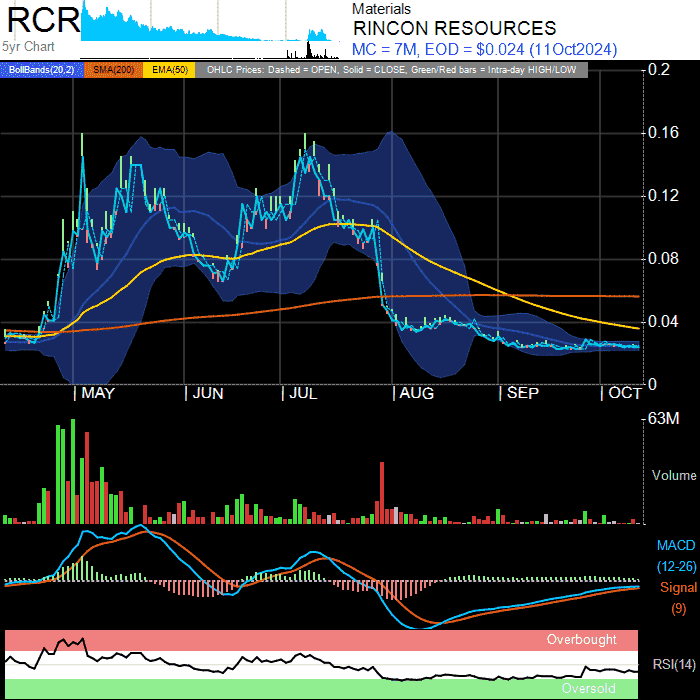 RCR
5yr Chart
Materials
RINCON RESOURCES
MC = 7M, EOD = $0.024 (11Oct2024)
BollBands(20,2) SMA(200) EMA(50) OHLC Prices: Dashed = OPEN, Solid = CLOSE, Green/Red bars = Intra-day HIGH/LOW
0.2
0.16
0.12
0.08
0.04
0
MAY JUN JUL AUG SEP OCT
63M
Volume
MACD
(12-26)
Signal
(9)
Overbought
RSI(14)
Oversold